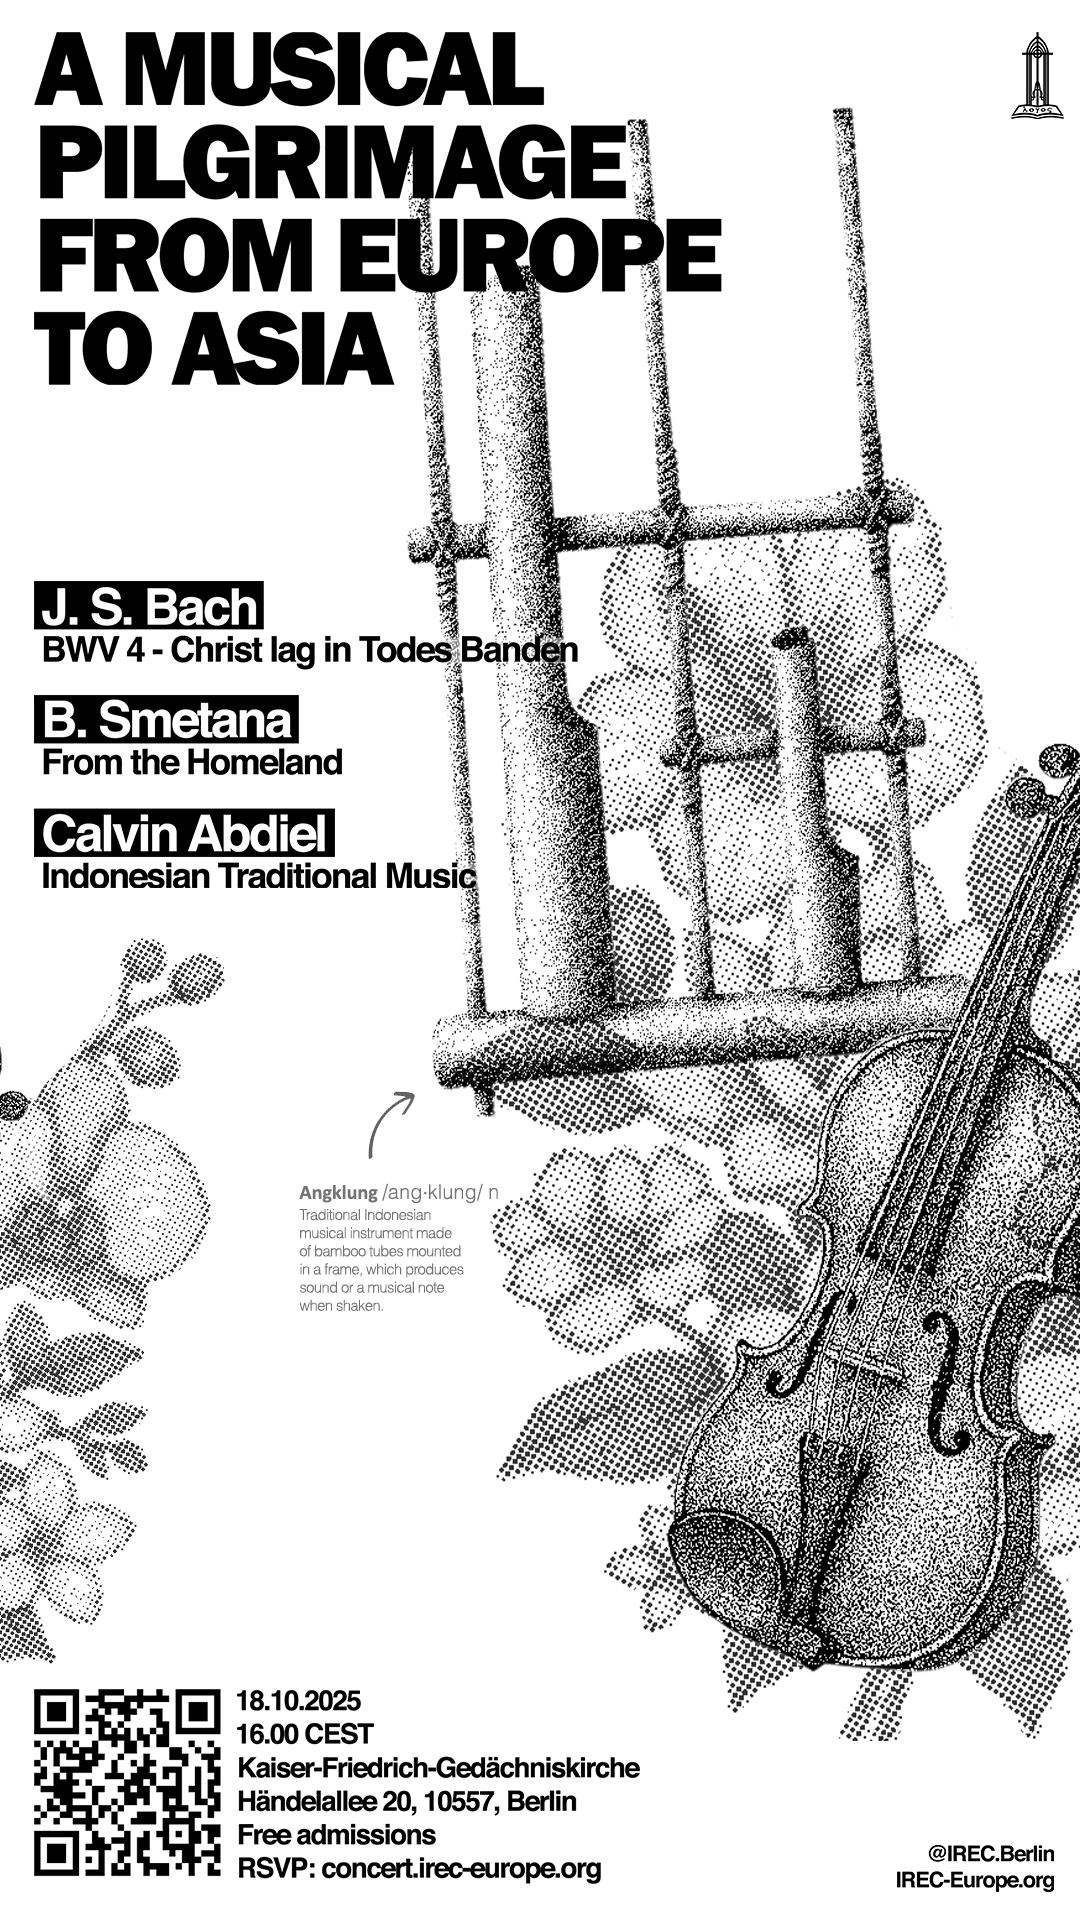 A MUSICAL
PILGRIMAGE
FROM EUROPE
TO ASIA
λογος
J. S. Bach
BWV 4 - Christ lag in Todes Banden
B. Smetana
From the Homeland
Calvin Abdiel
Indonesian Traditional Music
Angklung /ang·klung/ n
Traditional Indonesian
musical instrument made
of bamboo tubes mounted
in a frame, which produces
sound or a musical note
when shaken.
18.10.2025
16.00 CEST
Kaiser-Friedrich-Gedächniskirche
Händelallee 20, 10557, Berlin
Free admissions
RSVP: concert.irec-europe.org
@IREC.Berlin
IREC-Europe.org